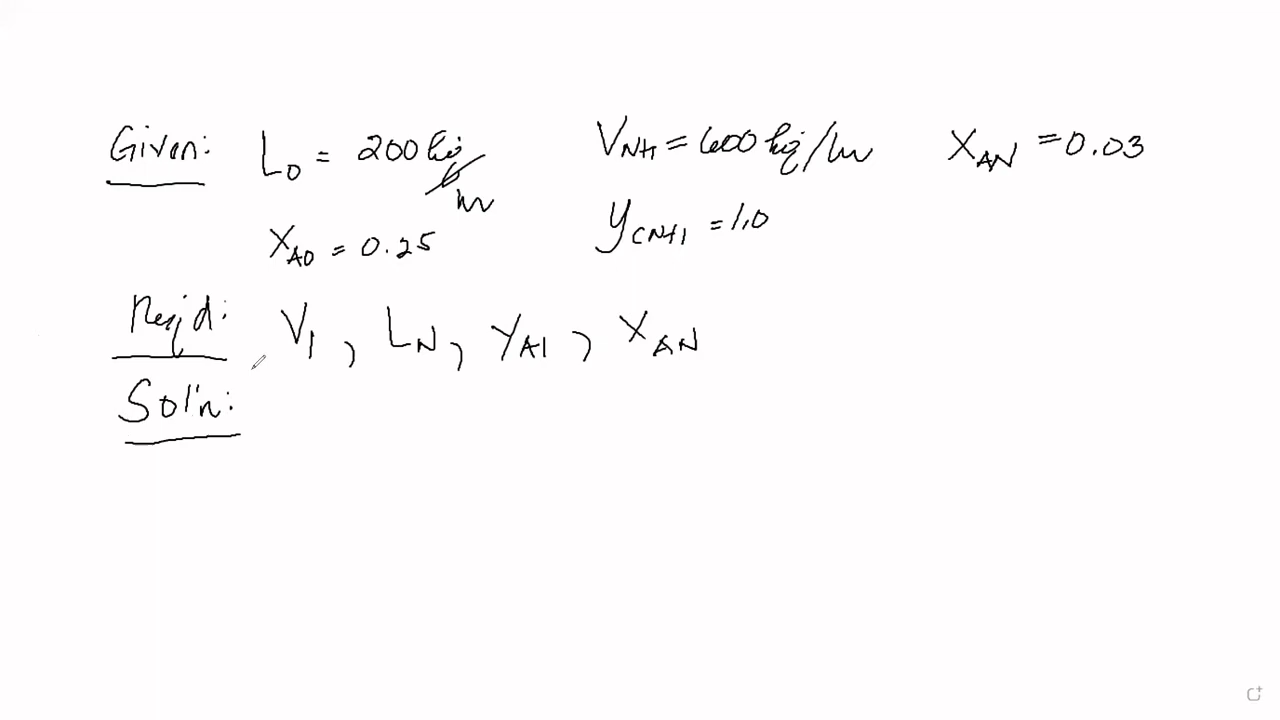 Given: L0 = 200 kg/hr VN+1 = 600 kg/hr XAN = 0.03
XA0 = 0.25 yCN+1 = 1.0
Req'd: V1, LN, YA1, XAN
Sol'n: